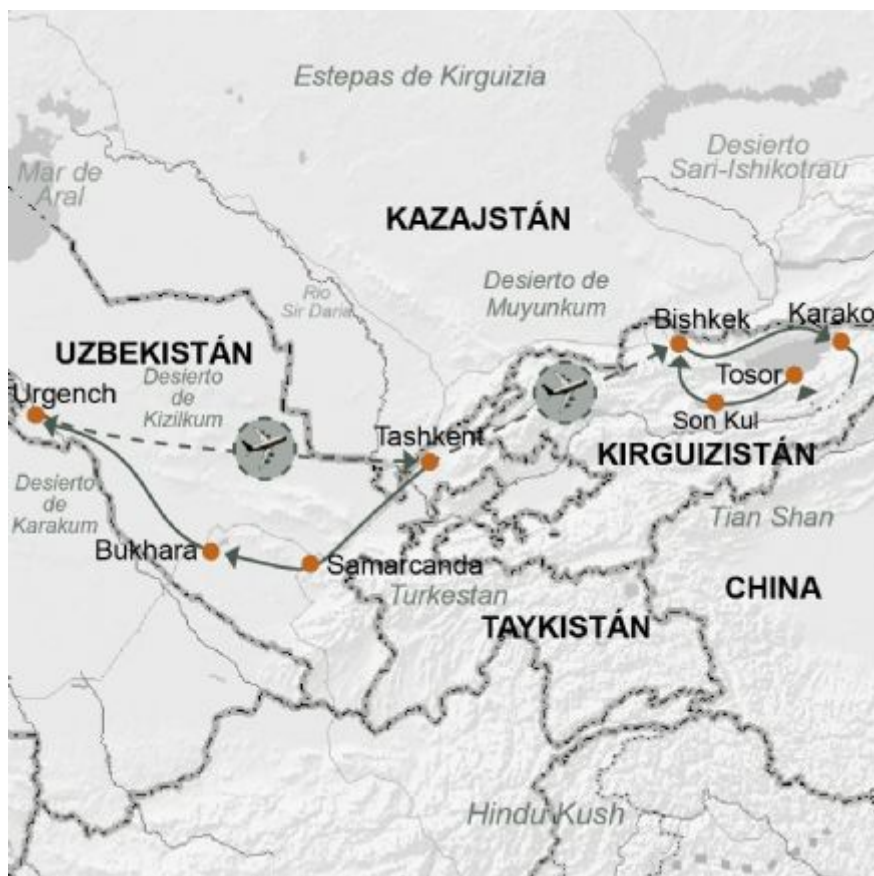 Estepas de Kirguizia
Desierto
Sari-Ishikotrau
Mar de
Aral
KAZAJSTÁN
Desierto de
Muyunkum
Rio
Sir Daria
Bishkek
Karako
UZBEKISTÁN
Desierto
de
Kizilkum
Urgench
Tosor
Son Kul
Tashkent
KIRGUIZISTÁN
Desierto
de
Karakum
Tian Shan
Bukhara
Samarcanda
Turkestan
CHINA
TAYKISTÁN
Hindu Kush